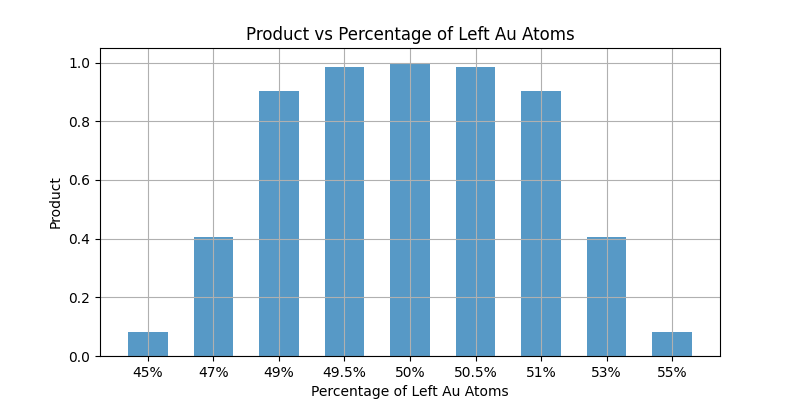 Product vs Percentage of Left Au Atoms
1.0
0.8
0.6
0.4
0.2
0.0
Product
45% 47% 49% 49.5% 50% 50.5% 51% 53% 55%
Percentage of Left Au Atoms